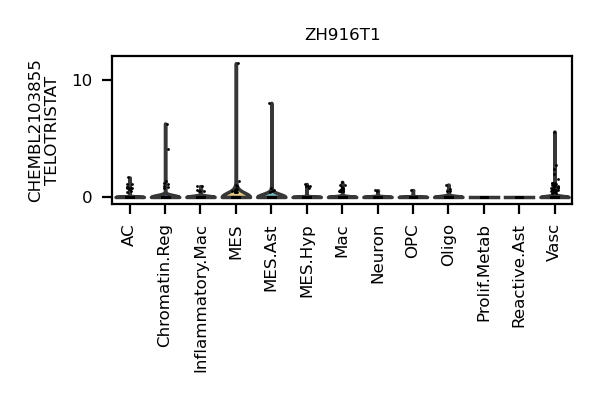 ZH916T1
CHEMBL2103855
TELOTRISTAT
10
0
AC
Chromatin.Reg
Inflammatory.Mac
MES
MES.Ast
MES.Hyp
Mac
Neuron
OPC
Oligo
Prolif.Metab
Reactive.Ast
Vasc